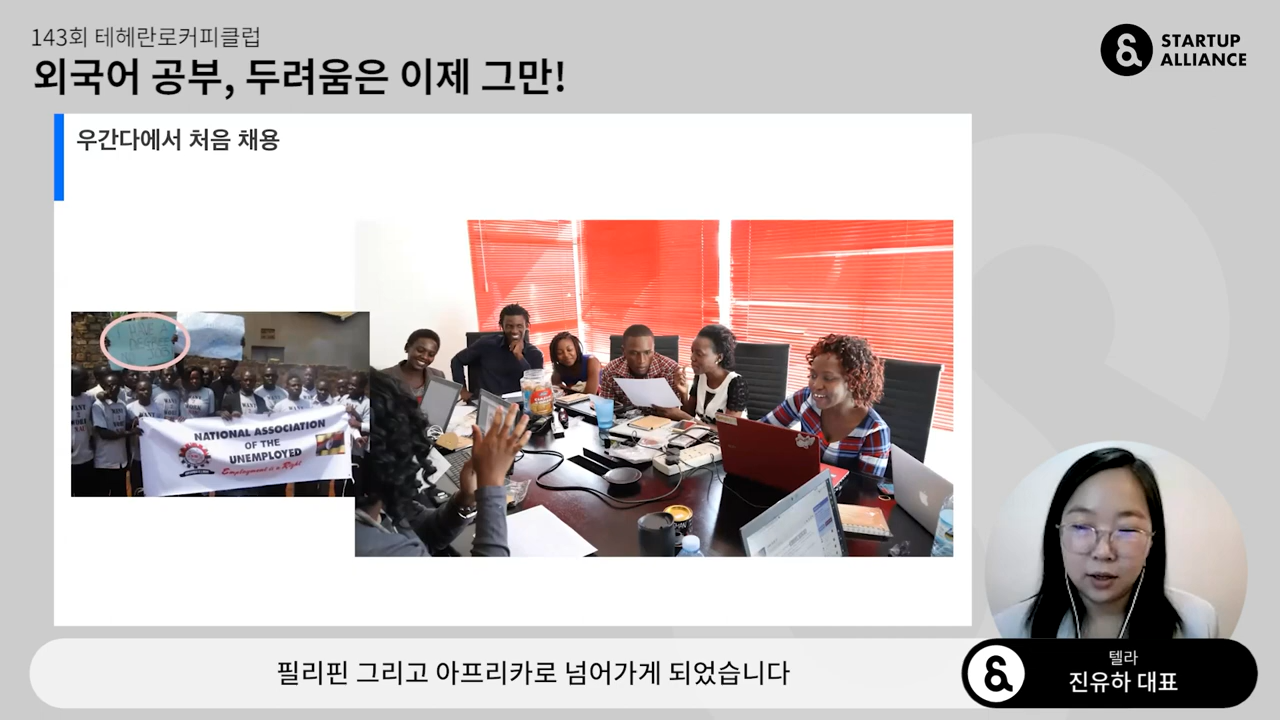 143회 테헤란로커피클럽
외국어 공부, 두려움은 이제 그만!
STARTUP
ALLIANCE
우간다에서 처음 채용
NATIONAL ASSOCIATION
OF THE
UNEMPLOYED
Employment is a Right
필리핀 그리고 아프리카로 넘어가게 되었습니다
텔라
진유하 대표